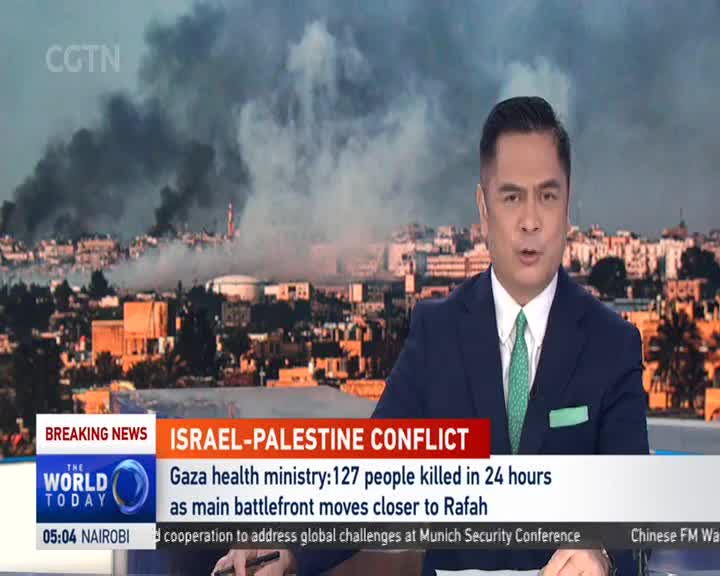 CGTN
BREAKING NEWS
ISRAEL-PALESTINE CONFLICT
THE
WORLD
TODAY
Gaza health ministry:127 people killed in 24 hours
as main battlefront moves closer to Rafah
05:04 NAIROBI
cooperation to address global challenges at Munich Security Conference Chinese FM